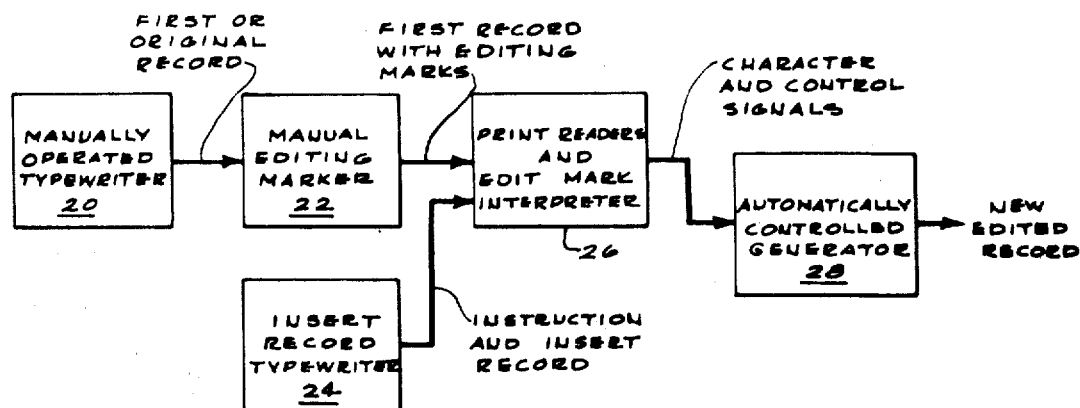 FIRST OR
ORIGINAL
RECORD
FIRST RECORD
WITH EDITING
MARKS
CHARACTER
AND CONTROL
SIGNALS
MANUALLY
OPERATED
TYPEWRITER
20
MANUAL
EDITING
MARKER
22
PRINT READERS
AND
EDIT MARK
INTERPRETER
26
AUTOMATICALLY
CONTROLLED
GENERATOR
28
NEW
EDITED
RECORD
INSERT
RECORD
TYPEWRITER
24
INSTRUCTION
AND INSERT
RECORD